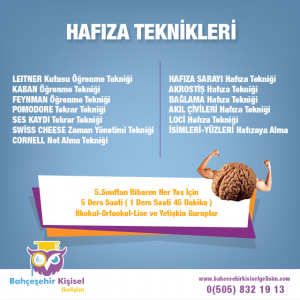 HAFIZA TEKNİKLERİ
LEITNER Kutusu Öğrenme Tekniği
KABAN Öğrenme Tekniği
FEYNMAN Öğrenme Tekniği
POMODORE Tekrar Tekniği
SES KAYDI Tekrar Tekniği
SWİSS CHEESE Zaman Yönetimi Tekniği
CORNELL Not Alma Tekniği
HAFIZA SARAYI Hafıza Tekniği
AKROSTİŞ Hafıza Tekniği
BAĞLAMA Hafıza Tekniği
AKIL ÇİVİLERİ Hafıza Tekniği
LOCİ Hafıza Tekniği
İSİMLERİ-YÜZLERİ Hafızaya Alma
5.Sınıftan İtibaren Her Yaş İçin
5 Ders Saati ( 1 Ders Saati 45 Dakika )
İlkokul-Ortaokul-Lise ve Yetişkin Guruplar
Bahçeşehir Kişisel
Gelişim
www.bahcesehirkisiselgelisim.com
0(505) 832 19 13